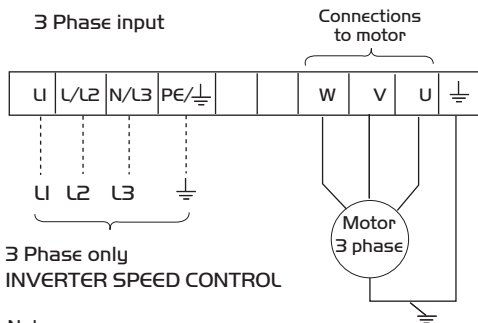 3 Phase input
Connections
to motor
L1 L/L2 N/L3 PE/ W V U
L1 L2 L3
Motor
3 phase
3 Phase only
INVERTER SPEED CONTROL